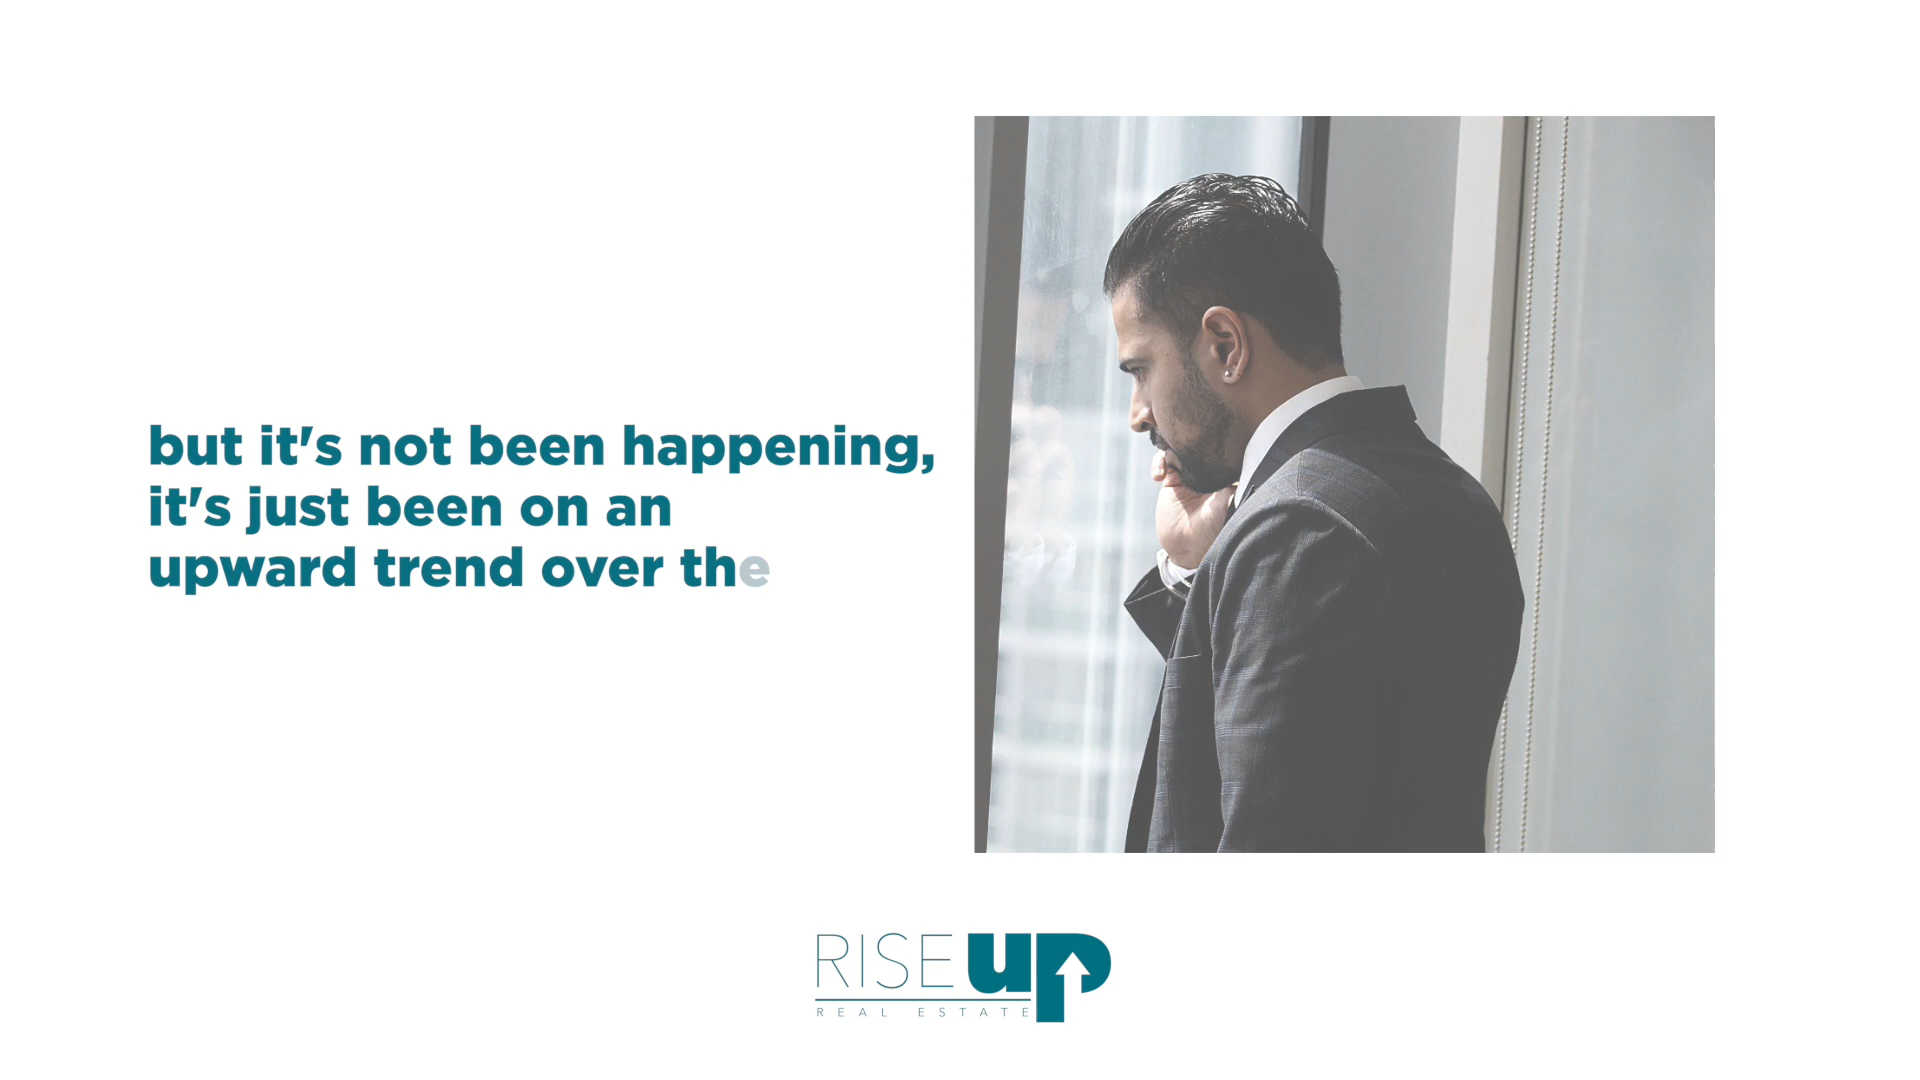 but it's not been happening,
it's just been on an
upward trend over the
RISE up
REAL ESTATE